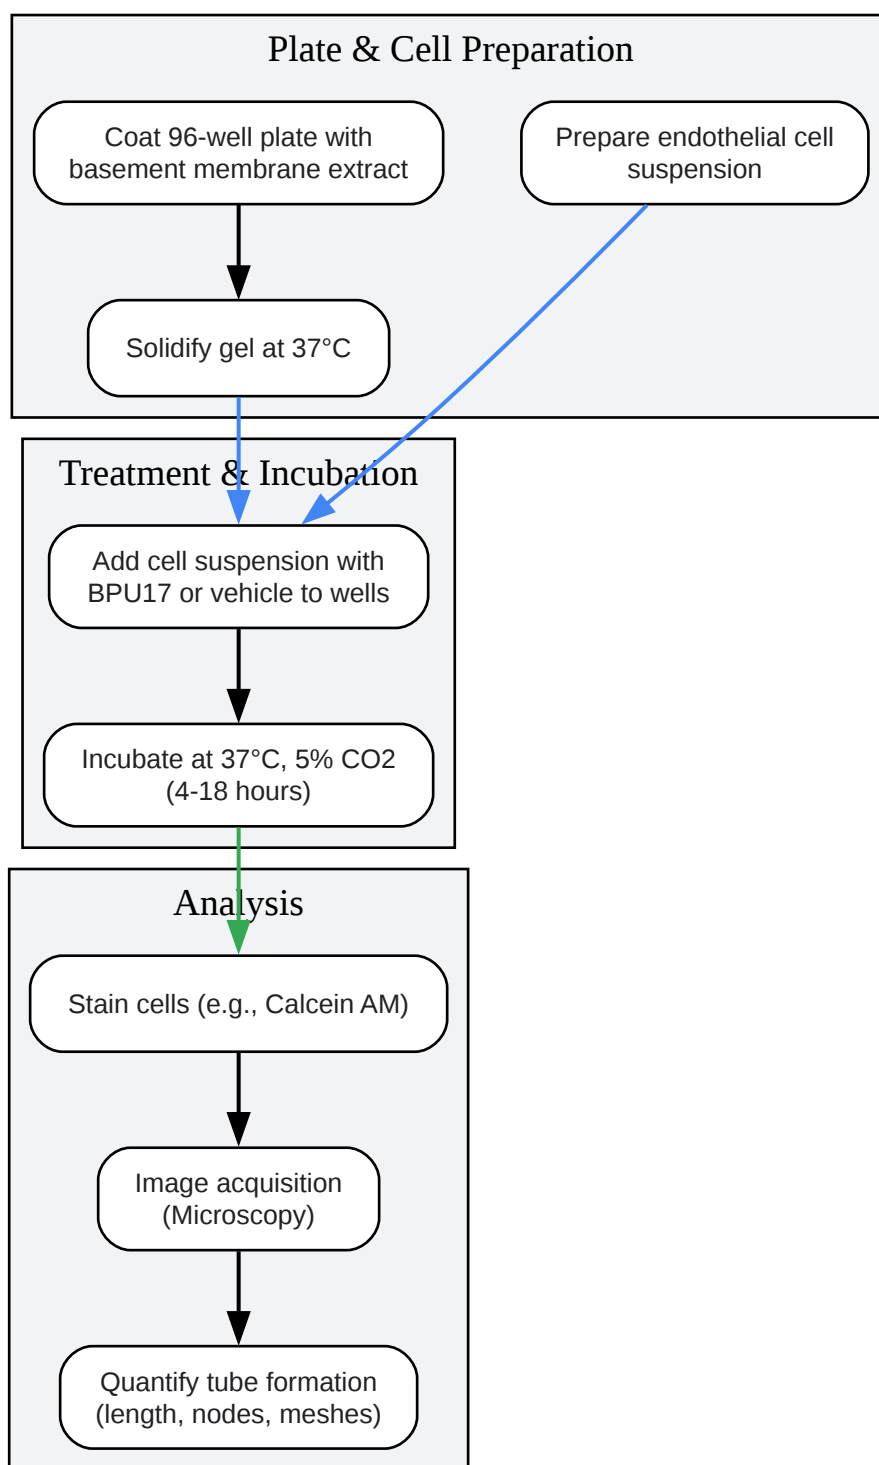 Plate & Cell Preparation
Coat 96-well plate with
basement membrane extract
Prepare endothelial cell
suspension
Solidify gel at 37°C
Treatment & Incubation
Add cell suspension with
BPU17 or vehicle to wells
Incubate at 37°C, 5% CO2
(4-18 hours)
Analysis
Stain cells (e.g., Calcein AM)
Image acquisition
(Microscopy)
Quantify tube formation
(length, nodes, meshes)